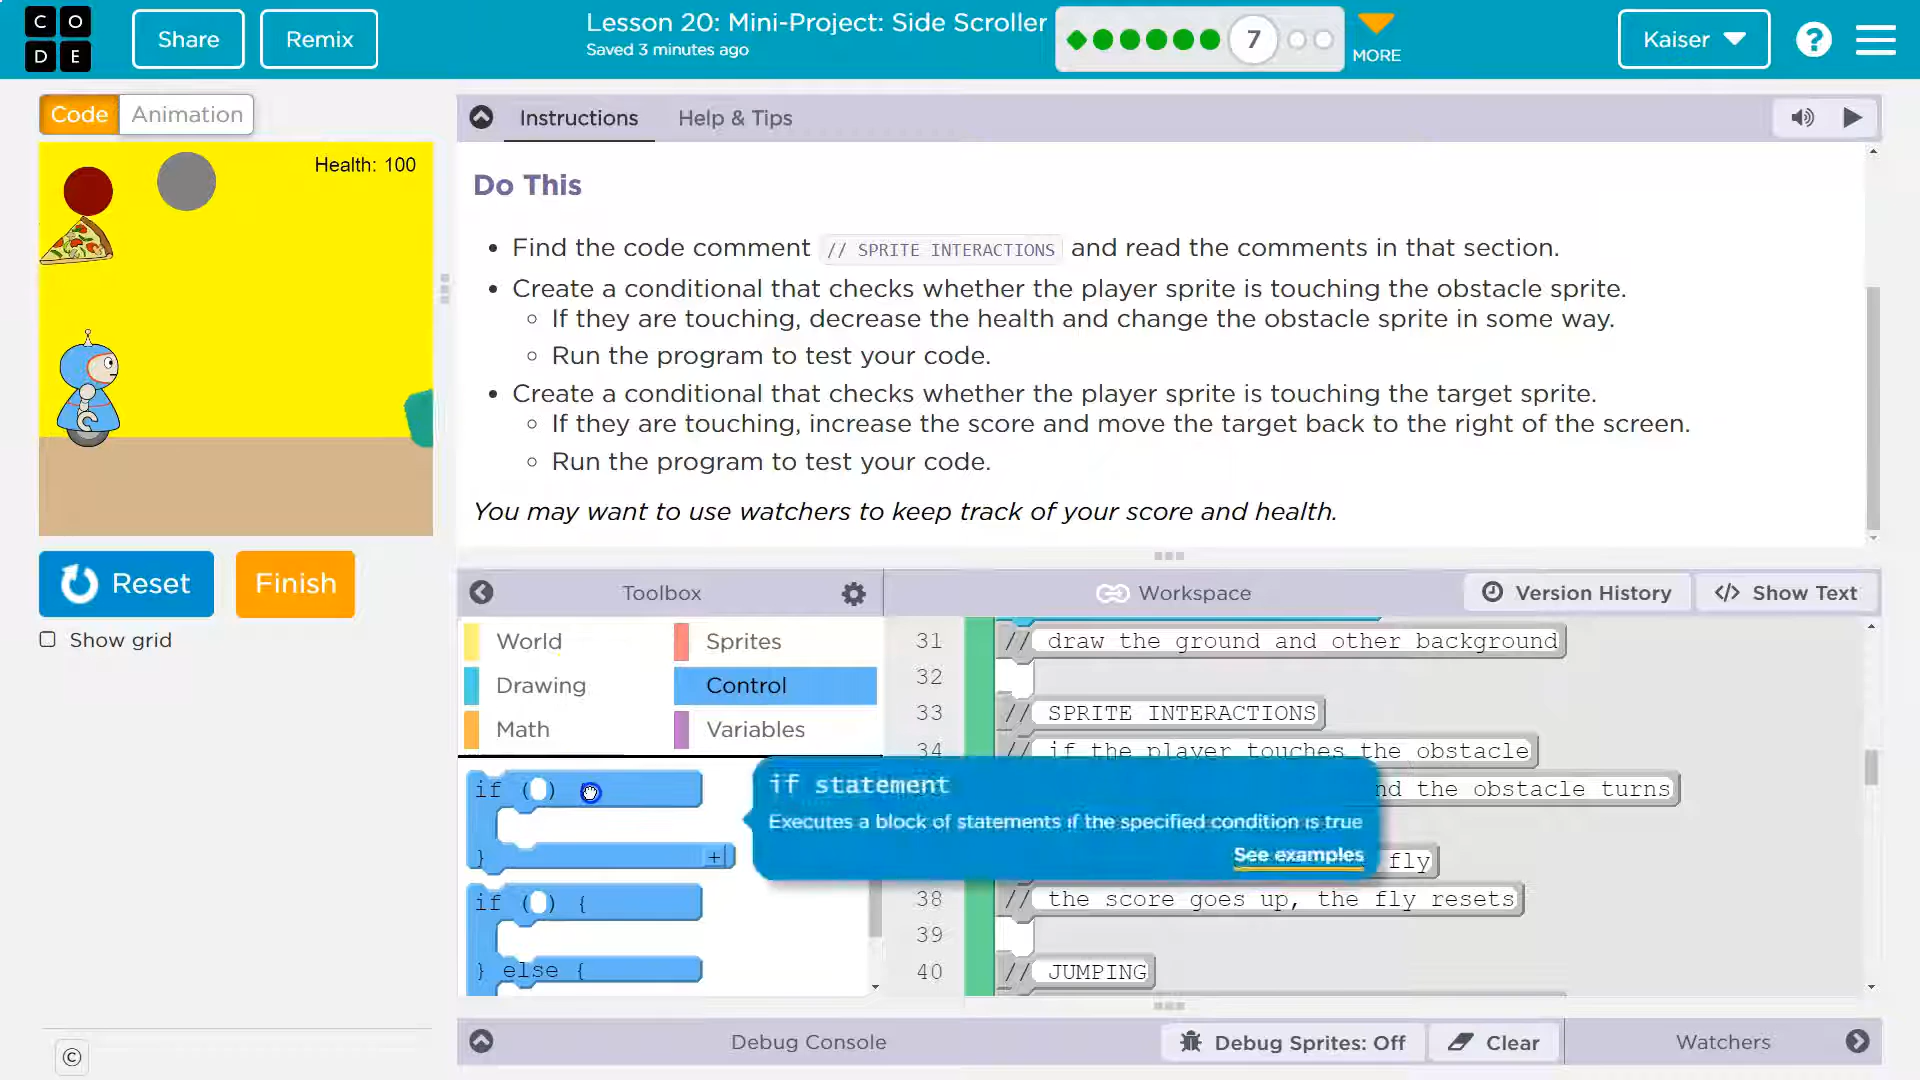 CODE
Share
Remix
Lesson 20: Mini-Project: Side Scroller
Saved 3 minutes ago
7
MORE
Kaiser
?
Code
Animation
Health: 100
Instructions
Help & Tips
Do This
Find the code comment // SPRITE INTERACTIONS and read the comments in that section.
Create a conditional that checks whether the player sprite is touching the obstacle sprite.
If they are touching, decrease the health and change the obstacle sprite in some way.
Run the program to test your code.
Create a conditional that checks whether the player sprite is touching the target sprite.
If they are touching, increase the score and move the target back to the right of the screen.
Run the program to test your code.
You may want to use watchers to keep track of your score and health.
Reset
Finish
Show grid
Toolbox
Workspace
Version History
</> Show Text
World
Sprites
Drawing
Control
Math
Variables
if ( )
} +
if ( ) {
} else {
if statement
Executes a block of statements if the specified condition is true
See examples
31 // draw the ground and other background
32
33 // SPRITE INTERACTIONS
34 // if the player touches the obstacle
nd the obstacle turns
fly
38 // the score goes up, the fly resets
39
40 // JUMPING
Debug Console
Debug Sprites: Off
Clear
Watchers
©